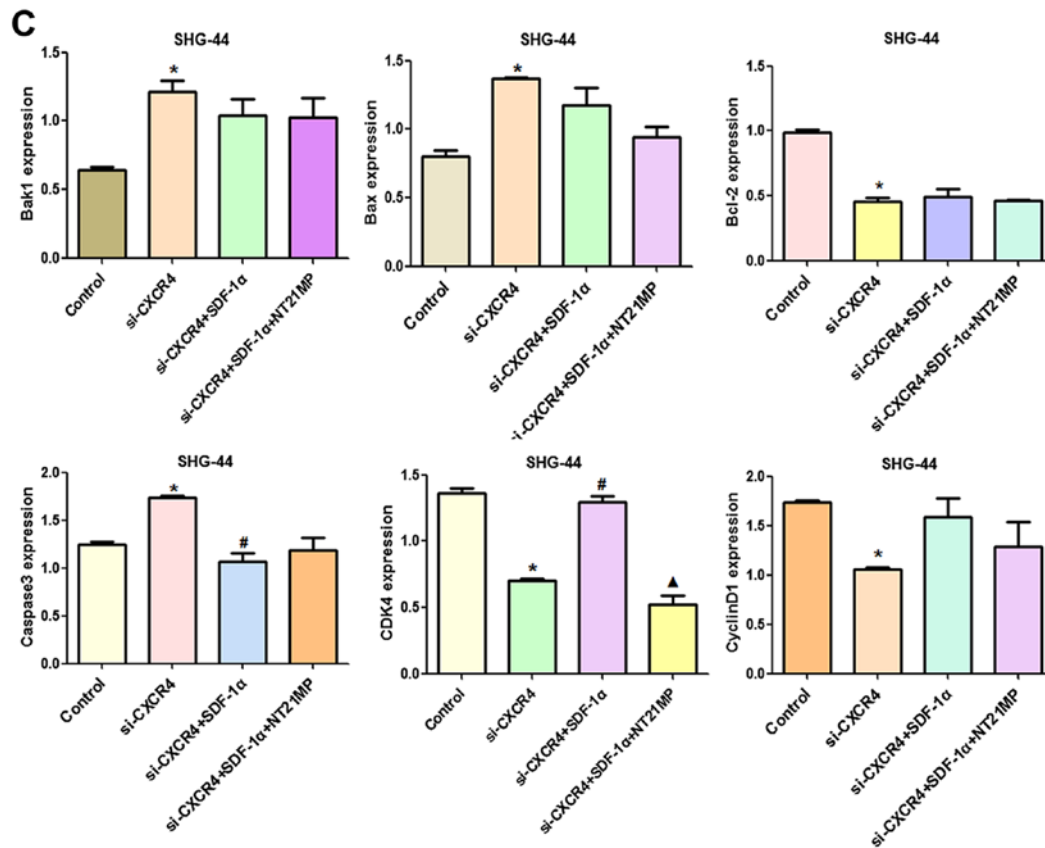 C
SHG-44
Bak1 expression
1.5
1.0
0.5
0.0
*
Control
si-CXCR4
si-CXCR4+SDF-1α
si-CXCR4+SDF-1α+NT21MP
SHG-44
Bax expression
1.5
1.0
0.5
0.0
*
Control
si-CXCR4
si-CXCR4+SDF-1α
si-CXCR4+SDF-1α+NT21MP
SHG-44
Bcl-2 expression
1.5
1.0
0.5
0.0
*
Control
si-CXCR4
si-CXCR4+SDF-1α
si-CXCR4+SDF-1α+NT21MP
SHG-44
Caspase3 expression
2.0
1.5
1.0
0.5
0.0
*
#
Control
si-CXCR4
si-CXCR4+SDF-1α
si-CXCR4+SDF-1α+NT21MP
SHG-44
CDK4 expression
1.5
1.0
0.5
0.0
*
#
▲
Control
si-CXCR4
si-CXCR4+SDF-1α
si-CXCR4+SDF-1α+NT21MP
SHG-44
CyclinD1 expression
2.0
1.5
1.0
0.5
0.0
*
Control
si-CXCR4
si-CXCR4+SDF-1α
si-CXCR4+SDF-1α+NT21MP